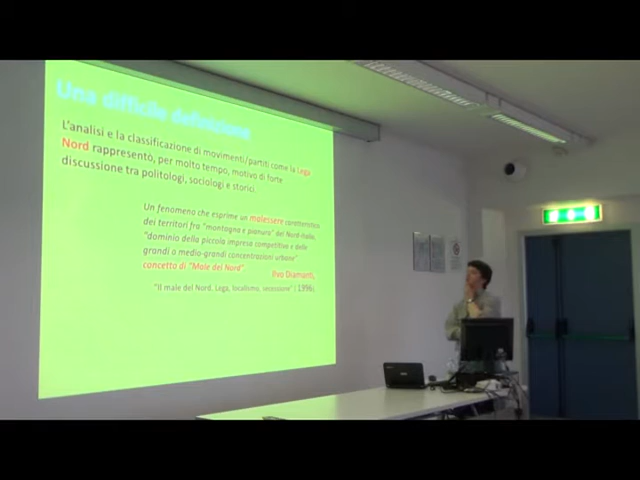 Una difficile definizione
L'analisi e la classificazione di movimenti/partiti come la Lega
Nord rappresentò, per molto tempo, motivo di forte
discussione tra politologi, sociologi e storici.
Un fenomeno che esprime un malessere caratteristico
dei territori fra "montagna e pianura" del Nord-Italia,
"dominio della piccola impresa competitiva e delle
grandi o medio-grandi concentrazioni urbane"
concetto di "Male del Nord".
Ilvo Diamanti,
"Il male del Nord. Lega, localismo, secessione" (1996).